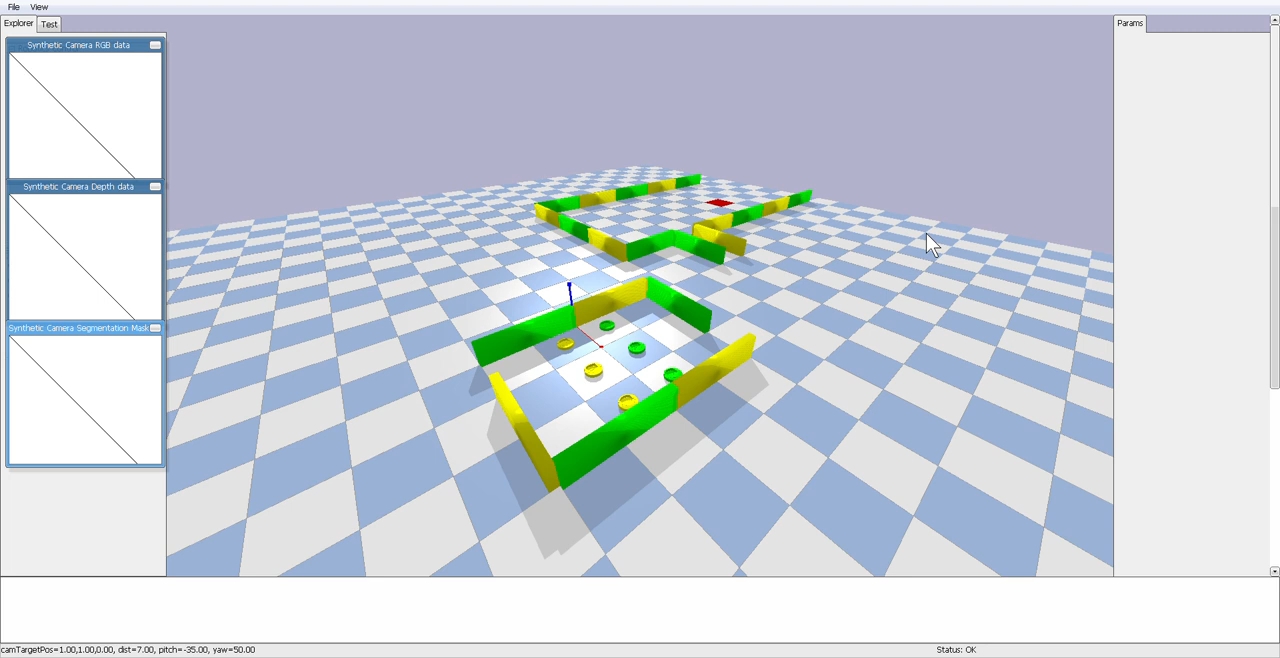 File View
Explorer Test
Params
Synthetic Camera RGB data
Synthetic Camera Depth data
Synthetic Camera Segmentation Mask
camTargetPos=1.00,1.00,0.00, dist=7.00, pitch=-35.00, yaw=50.00
Status: OK